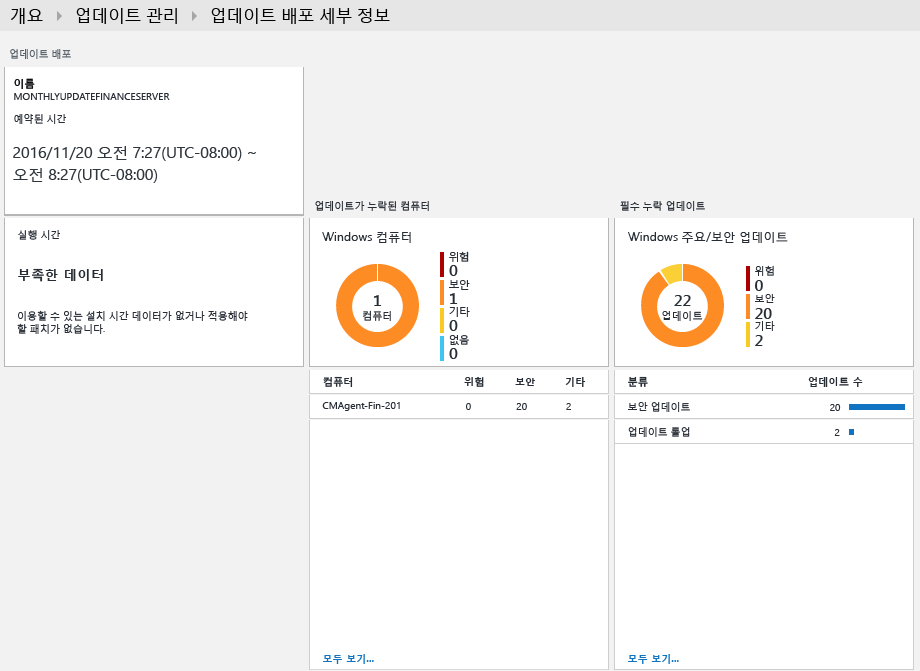 개요 업데이트 관리 업데이트 배포 세부 정보
업데이트 배포
이름
MONTHLYUPDATEFINANCESERVER
예약된 시간
2016/11/20 오전 7:27(UTC-08:00) ~
오전 8:27(UTC-08:00)
실행 시간
부족한 데이터
이용할 수 있는 설치 시간 데이터가 없거나 적용해야
할 패치가 없습니다.
업데이트가 누락된 컴퓨터
Windows 컴퓨터
1
컴퓨터
위험
0
보안
1
기타
0
없음
0
컴퓨터 위험 보안 기타
CMAgent-Fin-201 0 20 2
모두 보기...
필수 누락 업데이트
Windows 주요/보안 업데이트
22
업데이트
위험
0
보안
20
기타
2
분류 업데이트 수
보안 업데이트 20
업데이트 롤업 2
모두 보기...